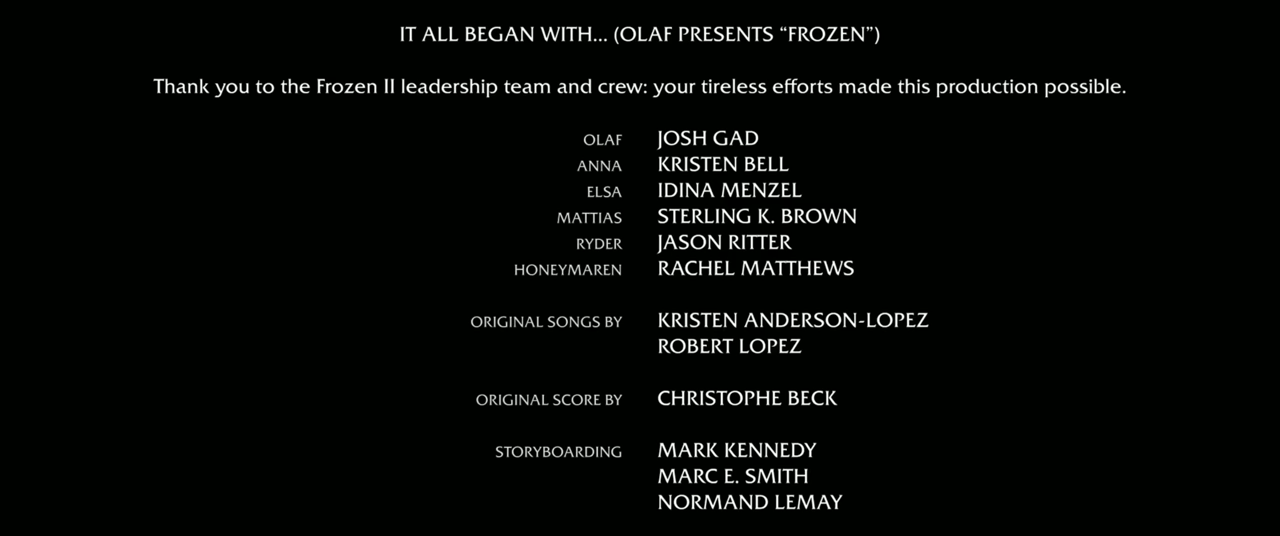 IT ALL BEGAN WITH... (OLAF PRESENTS “FROZEN”)
Thank you to the Frozen II leadership team and crew: your tireless efforts made this production possible.
OLAF JOSH GAD
ANNA KRISTEN BELL
ELSA IDINA MENZEL
MATTIAS STERLING K. BROWN
RYDER JASON RITTER
HONEYMAREN RACHEL MATTHEWS
ORIGINAL SONGS BY KRISTEN ANDERSON-LOPEZ
ROBERT LOPEZ
ORIGINAL SCORE BY CHRISTOPHE BECK
STORYBOARDING MARK KENNEDY
MARC E. SMITH
NORMAND LEMAY